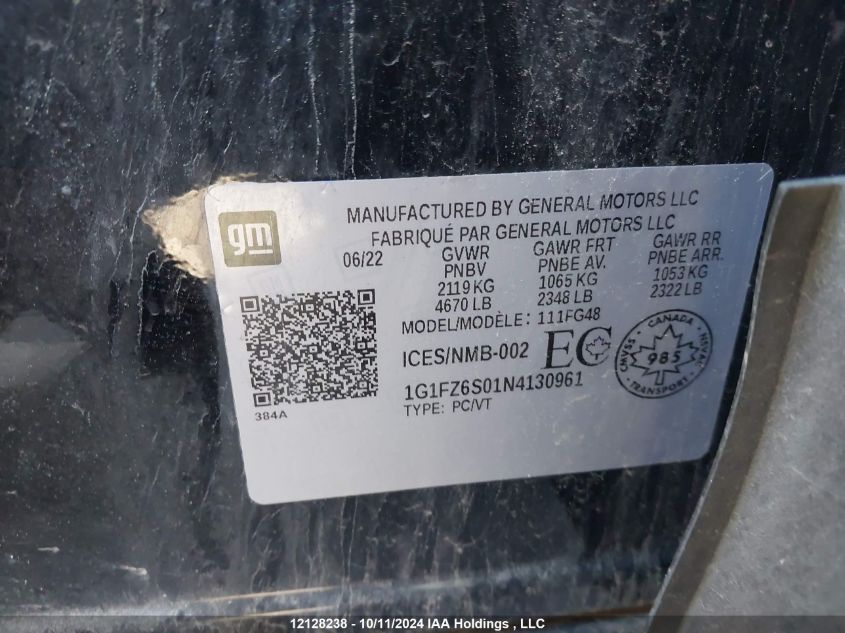 gm
MANUFACTURED BY GENERAL MOTORS LLC
FABRIQUÉ PAR GENERAL MOTORS LLC
06/22 GVWR GAWR FRT GAWR RR
PNBV PNBE AV. PNBE ARR.
2119 KG 1065 KG 1053 KG
4670 LB 2348 LB 2322 LB
MODEL/MODÈLE: 111FG48
ICES/NMB-002 EC
CANADA
CMVSS 985 NSVAC
TRANSPORT
1G1FZ6S01N4130961
TYPE: PC/VT
384A
12128238 - 10/11/2024 IAA Holdings , LLC